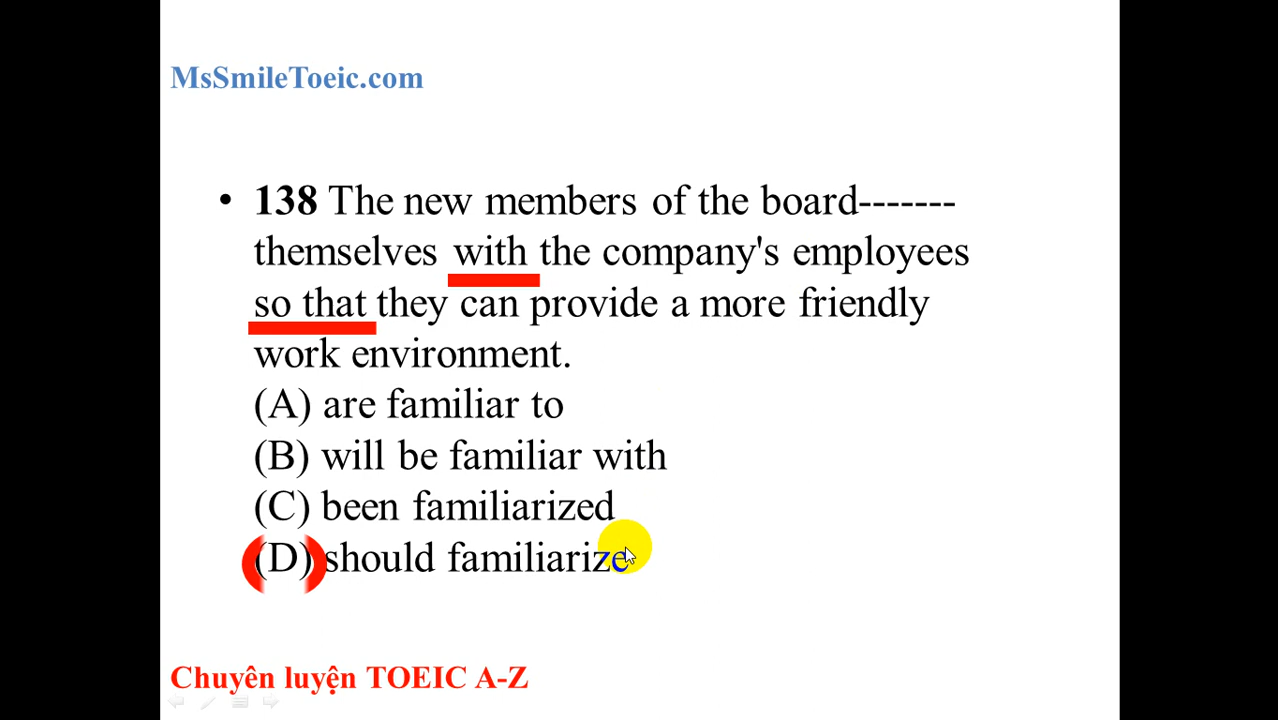 MsSmileToeic.com
• 138 The new members of the board-------
themselves with the company's employees
so that they can provide a more friendly
work environment.
(A) are familiar to
(B) will be familiar with
(C) been familiarized
(D) should familiarize
Chuyên luyện TOEIC A-Z